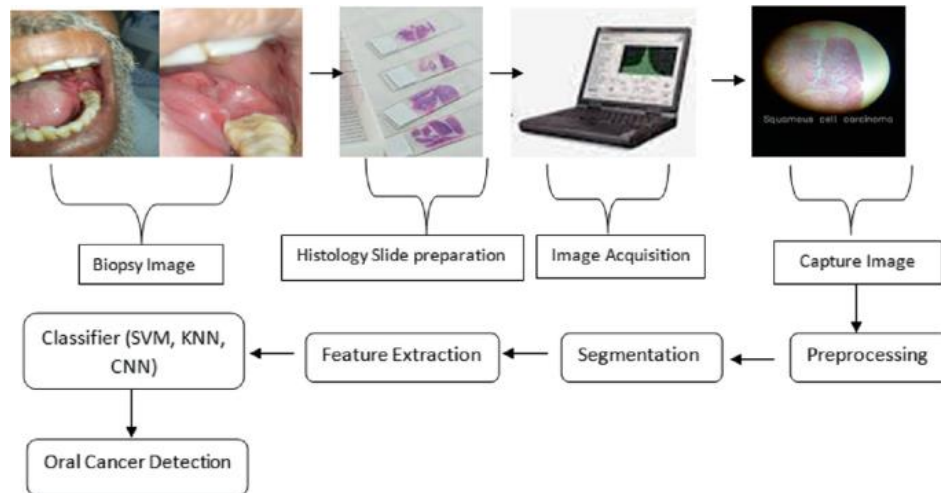 Squamous cell carcinoma
Biopsy Image
Histology Slide preparation
Image Acquisition
Capture Image
Classifier (SVM, KNN,
CNN)
Feature Extraction
Segmentation
Preprocessing
Oral Cancer Detection